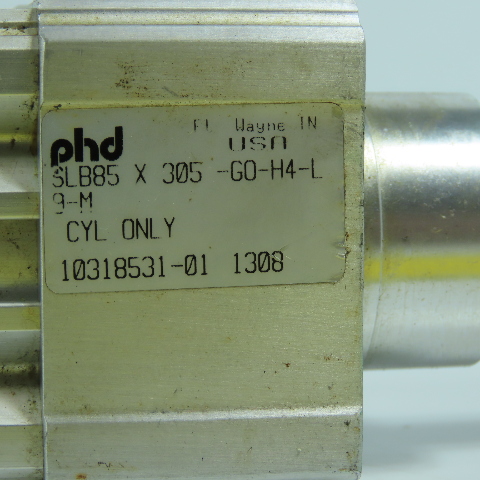 phd Ft Wayne IN
USA
SLB85 X 305 -GO-H4-L
9-M
CYL ONLY
10318531-01 1308